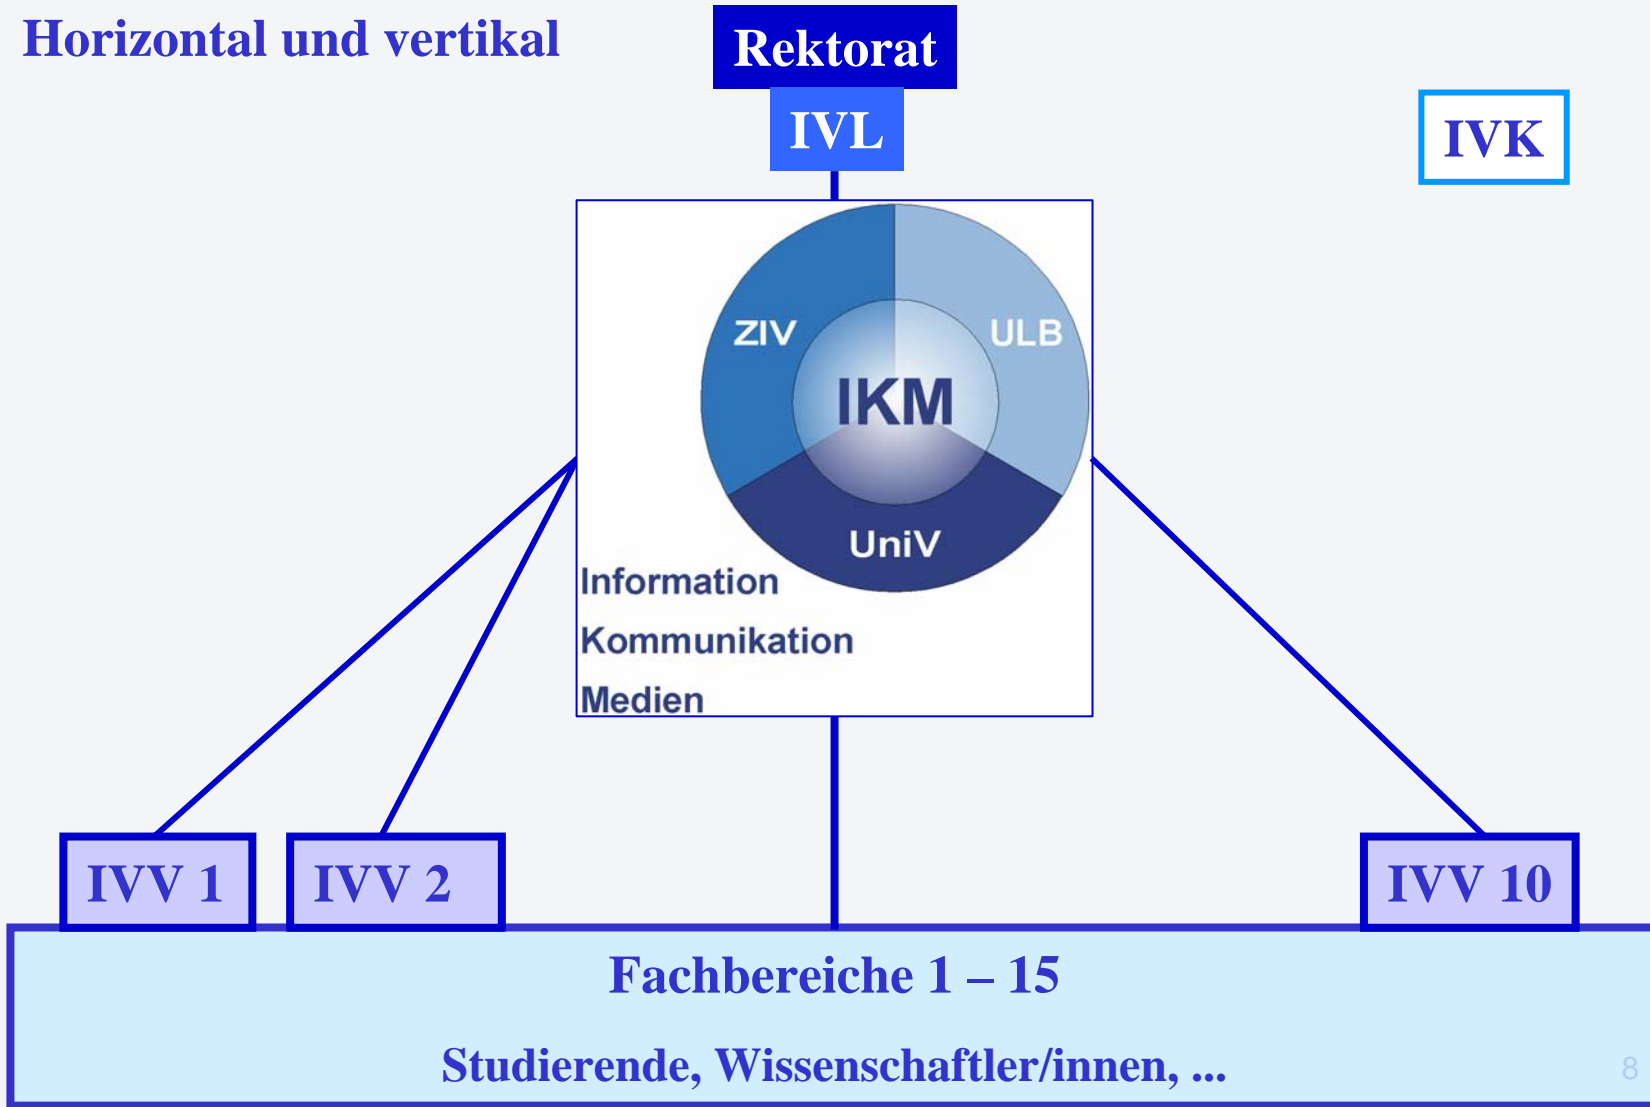 Horizontal und vertikal
Rektorat
IVL
IVK
ZIV
ULB
IKM
UniV
Information
Kommunikation
Medien
IVV 1
IVV 2
IVV 10
Fachbereiche 1 – 15
Studierende, Wissenschaftler/innen, ...
8